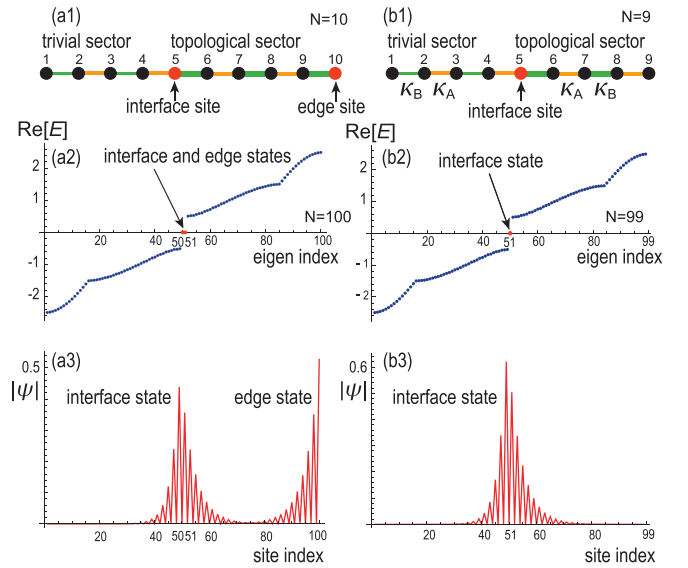 (a1)
N=10
trivial sector
topological sector
1 2 3 4 5 6 7 8 9 10
interface site
edge site
(b1)
N=9
trivial sector
topological sector
1 2 3 4 5 6 7 8 9
κB κA κA κB
interface site
Re[E]
(a2)
interface and edge states
2
1
-1
-2
20 40 50 51 60 80 100
N=100
eigen index
Re[E]
(b2)
interface state
2
1
-1
-2
20 40 51 60 80 99
N=99
eigen index
(a3)
0.5
|ψ|
interface state
edge state
20 40 50 51 60 80 100
site index
(b3)
0.6
|ψ|
interface state
20 40 51 60 80 99
site index